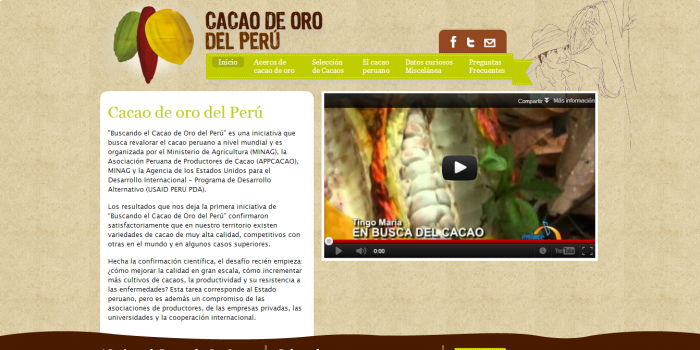 CACAO DE ORO
DEL PERÚ
Inicio
Acerca de
cacao de oro
Selección
de Cacaos
El cacao
peruano
Datos curiosos
Miscelánea
Preguntas
Frecuentes
Cacao de oro del Perú
"Buscando el Cacao de Oro del Perú" es una iniciativa que
busca revalorar el cacao peruano a nivel mundial y es
organizada por el Ministerio de Agricultura (MINAG), la
Asociación Peruana de Productores de Cacao (APPCACAO),
MINAG y la Agencia de los Estados Unidos para el
Desarrollo Internacional - Programa de Desarrollo
Alternativo (USAID PERU PDA).
Los resultados que nos deja la primera iniciativa de
"Buscando el Cacao de Oro del Perú" confirmaron
satisfactoriamente que en nuestro territorio existen
variedades de cacao de muy alta calidad, competitivos con
otras en el mundo y en algunos casos superiores.
Hecha la confirmación científica, el desafío recién empieza:
¿cómo mejorar la calidad en gran escala, cómo incrementar
más cultivos de cacaos, la productividad y su resistencia a
las enfermedades? Esta tarea corresponde al Estado
peruano, pero es además un compromiso de las
asociaciones de productores, de las empresas privadas, las
universidades y la cooperación internacional.
Compartir
Más información
Tingo María
EN BUSCA DEL CACAO
enlace
0:00
YouTube